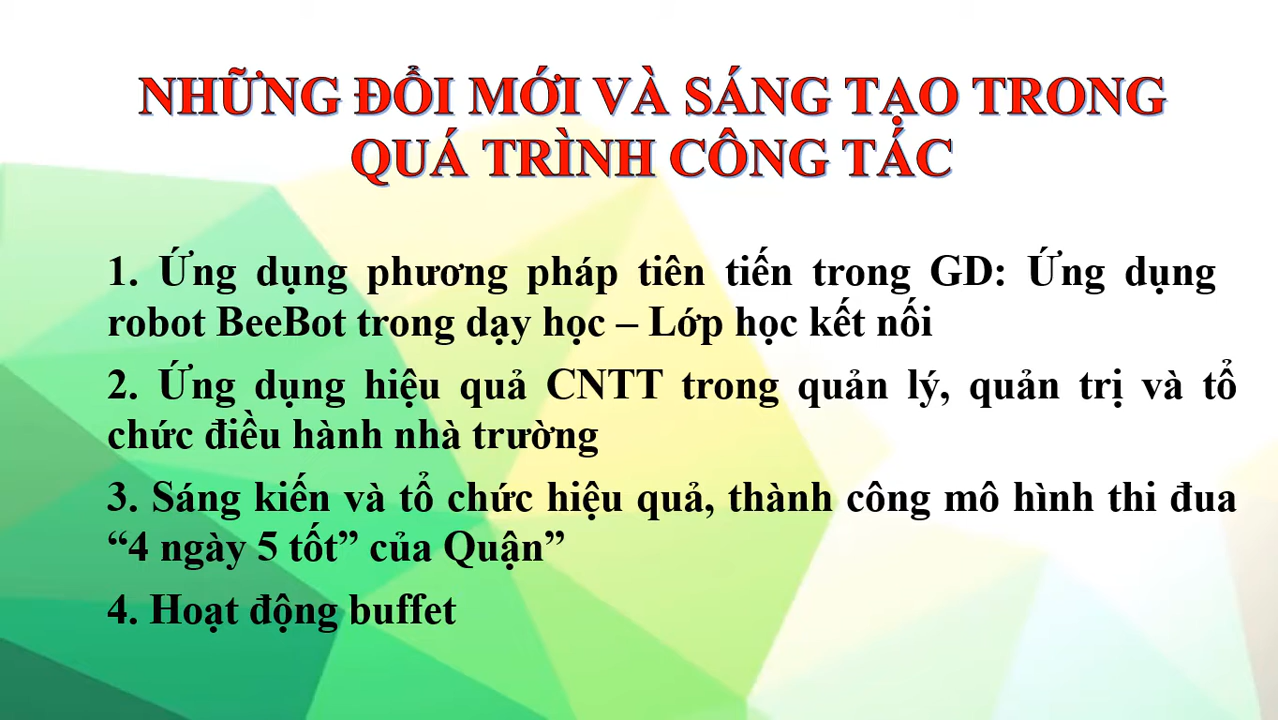 NHỮNG ĐỔI MỚI VÀ SÁNG TẠO TRONG
QUÁ TRÌNH CÔNG TÁC
1. Ứng dụng phương pháp tiên tiến trong GD: Ứng dụng
robot BeeBot trong dạy học – Lớp học kết nối
2. Ứng dụng hiệu quả CNTT trong quản lý, quản trị và tổ
chức điều hành nhà trường
3. Sáng kiến và tổ chức hiệu quả, thành công mô hình thi đua
“4 ngày 5 tốt” của Quận”
4. Hoạt động buffet